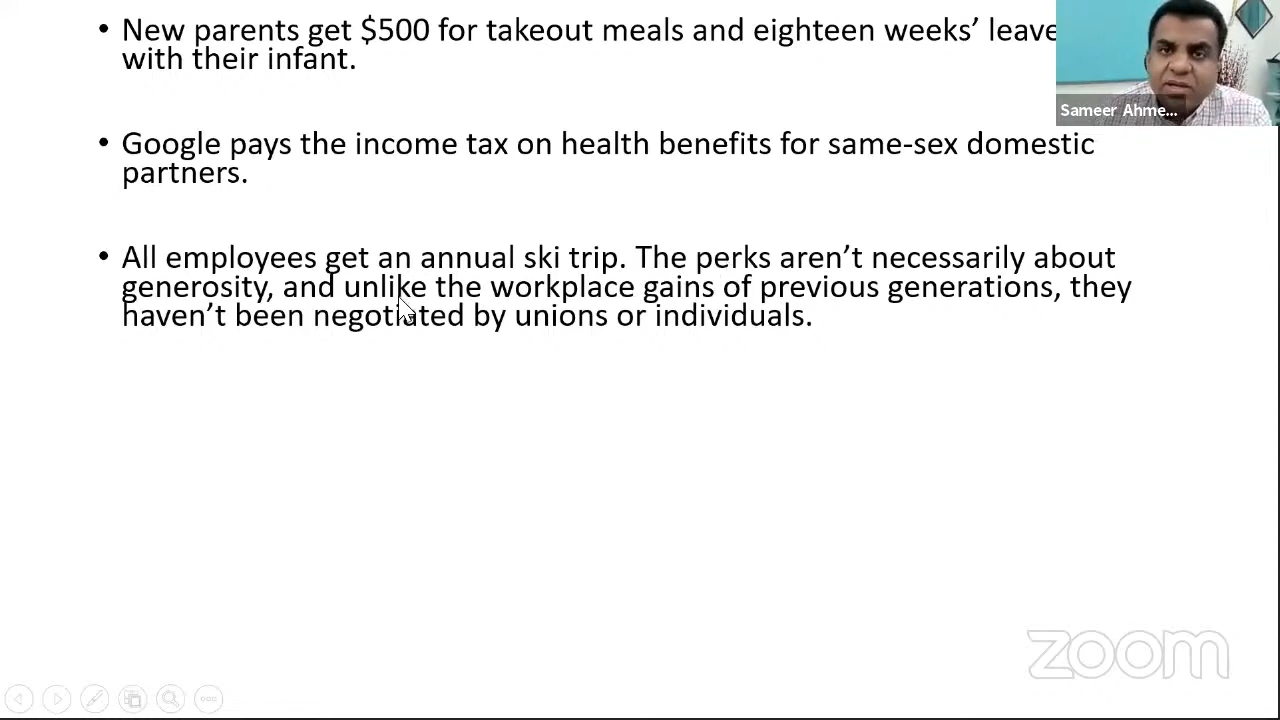 • New parents get $500 for takeout meals and eighteen weeks’ leave
with their infant.
Sameer Ahme...
• Google pays the income tax on health benefits for same-sex domestic
partners.
• All employees get an annual ski trip. The perks aren’t necessarily about
generosity, and unlike the workplace gains of previous generations, they
haven’t been negotiated by unions or individuals.
zoom